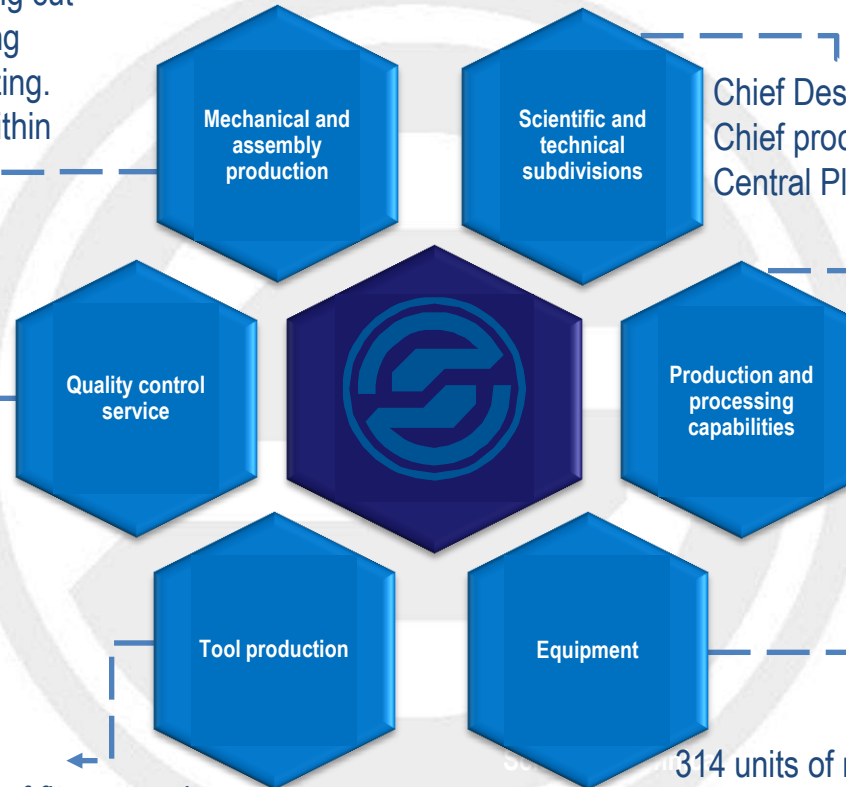 ng
Mechanical and
assembly
production
Scientific and
technical
subdivisions
Chief Des
Chief prod
Central Pl
Quality control
service
Production and
processing
capabilities
Tool production
Equipment
314 units of